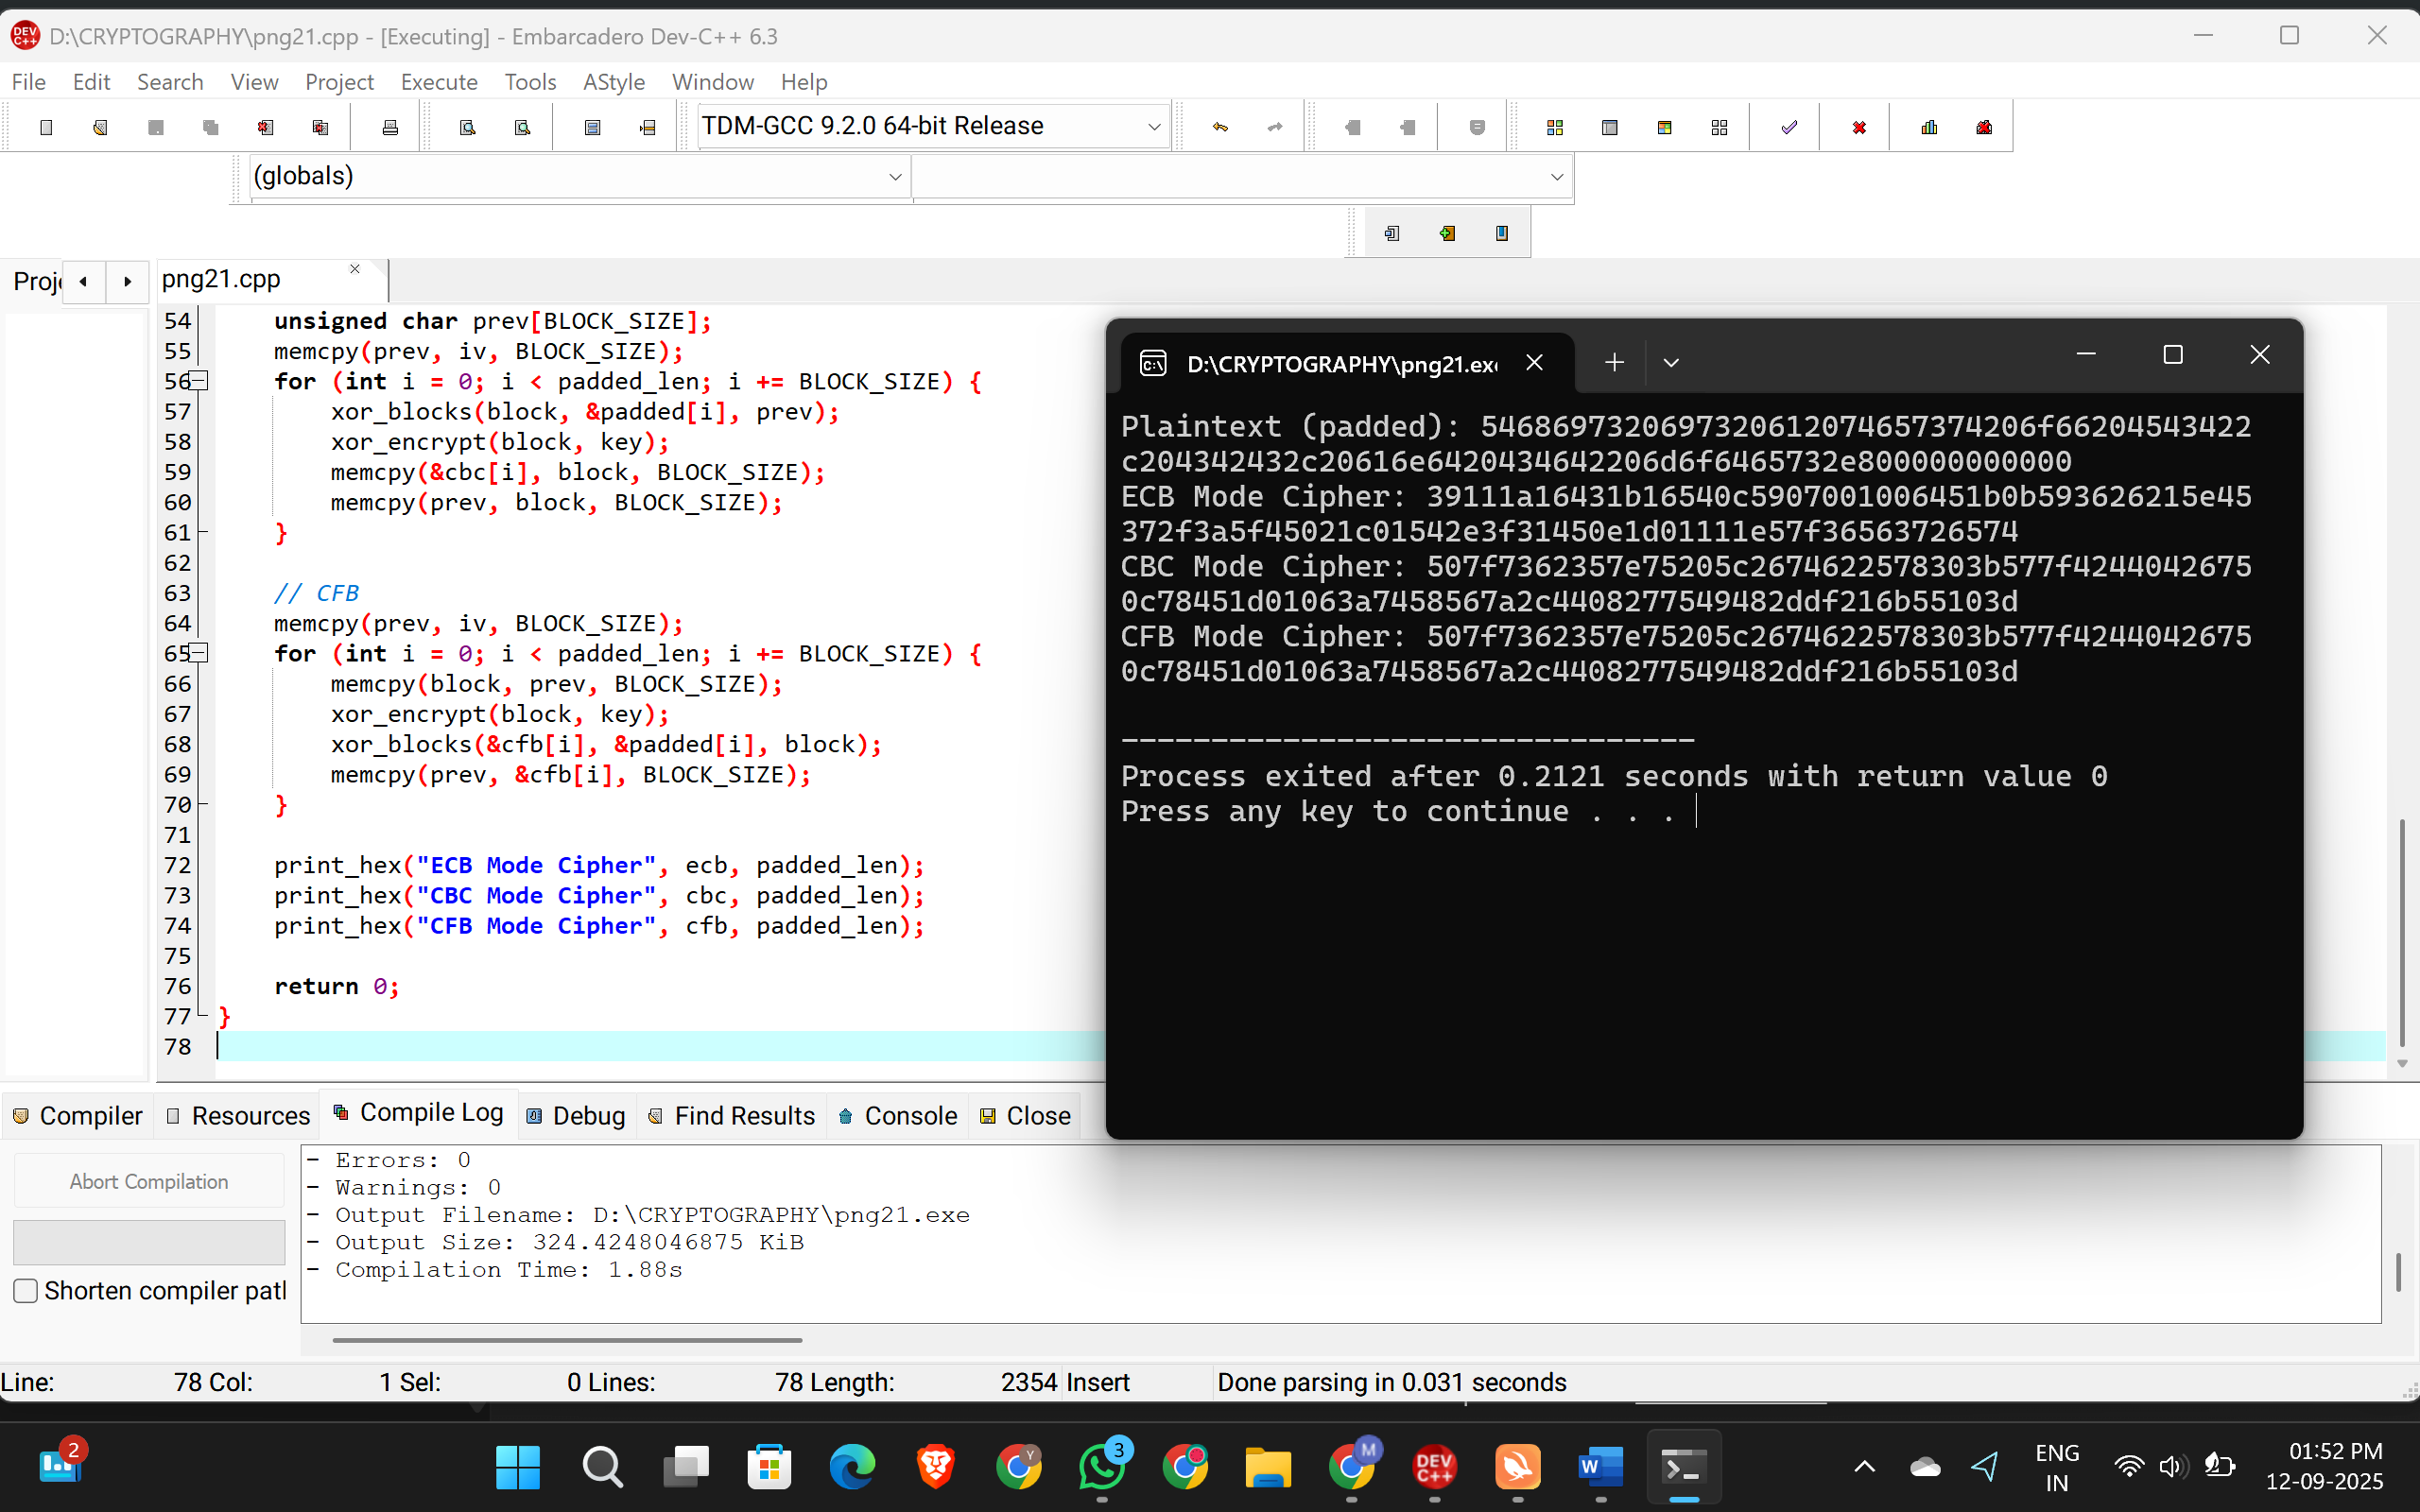 D:\CRYPTOGRAPHY\png21.cpp - [Executing] - Embarcadero Dev-C++ 6.3
File Edit Search View Project Execute Tools AStyle Window Help
TDM-GCC 9.2.0 64-bit Release
(globals)
Proj
png21.cpp
54 unsigned char prev[BLOCK_SIZE];
55 memcpy(prev, iv, BLOCK_SIZE);
56 for (int i = 0; i < padded_len; i += BLOCK_SIZE) {
57 xor_blocks(block, &padded[i], prev);
58 xor_encrypt(block, key);
59 memcpy(&cbc[i], block, BLOCK_SIZE);
60 memcpy(prev, block, BLOCK_SIZE);
61 }
62
63 // CFB
64 memcpy(prev, iv, BLOCK_SIZE);
65 for (int i = 0; i < padded_len; i += BLOCK_SIZE) {
66 memcpy(block, prev, BLOCK_SIZE);
67 xor_encrypt(block, key);
68 xor_blocks(&cfb[i], &padded[i], block);
69 memcpy(prev, &cfb[i], BLOCK_SIZE);
70 }
71
72 print_hex("ECB Mode Cipher", ecb, padded_len);
73 print_hex("CBC Mode Cipher", cbc, padded_len);
74 print_hex("CFB Mode Cipher", cfb, padded_len);
75
76 return 0;
77 }
78
D:\CRYPTOGRAPHY\png21.ex
Plaintext (padded): 5468697320697320612074657374206f66204543422
c204342432c20616e6420434642206d6f6465732e800000000000
ECB Mode Cipher: 39111a16431b16540c5907001006451b0b593626215e45
372f3a5f45021c01542e3f31450e1d01111e57f36563726574
CBC Mode Cipher: 507f7362357e75205c2674622578303b577f4244042675
0c78451d01063a7458567a2c4408277549482ddf216b55103d
CFB Mode Cipher: 507f7362357e75205c2674622578303b577f4244042675
0c78451d01063a7458567a2c4408277549482ddf216b55103d
--------------------------------
Process exited after 0.2121 seconds with return value 0
Press any key to continue . . .
Compiler Resources Compile Log Debug Find Results Console Close
Abort Compilation
Shorten compiler pat
- Errors: 0
- Warnings: 0
- Output Filename: D:\CRYPTOGRAPHY\png21.exe
- Output Size: 324.4248046875 KiB
- Compilation Time: 1.88s
Line: 78 Col: 1 Sel: 0 Lines: 78 Length: 2354 Insert Done parsing in 0.031 seconds
2
Y
3
M
DEV C++
W
ENG
IN
01:52 PM
12-09-2025